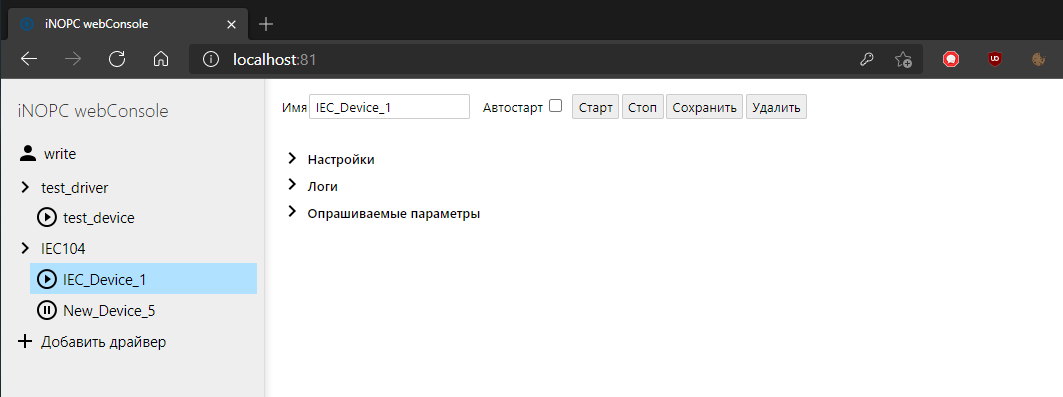 iNOPC webConsole
localhost:81
iNOPC webConsole
write
test_driver
test_device
IEC104
IEC_Device_1
New_Device_5
Добавить драйвер
Имя IEC_Device_1 Автостарт Старт Стоп Сохранить Удалить
Настройки
Логи
Опрашиваемые параметры